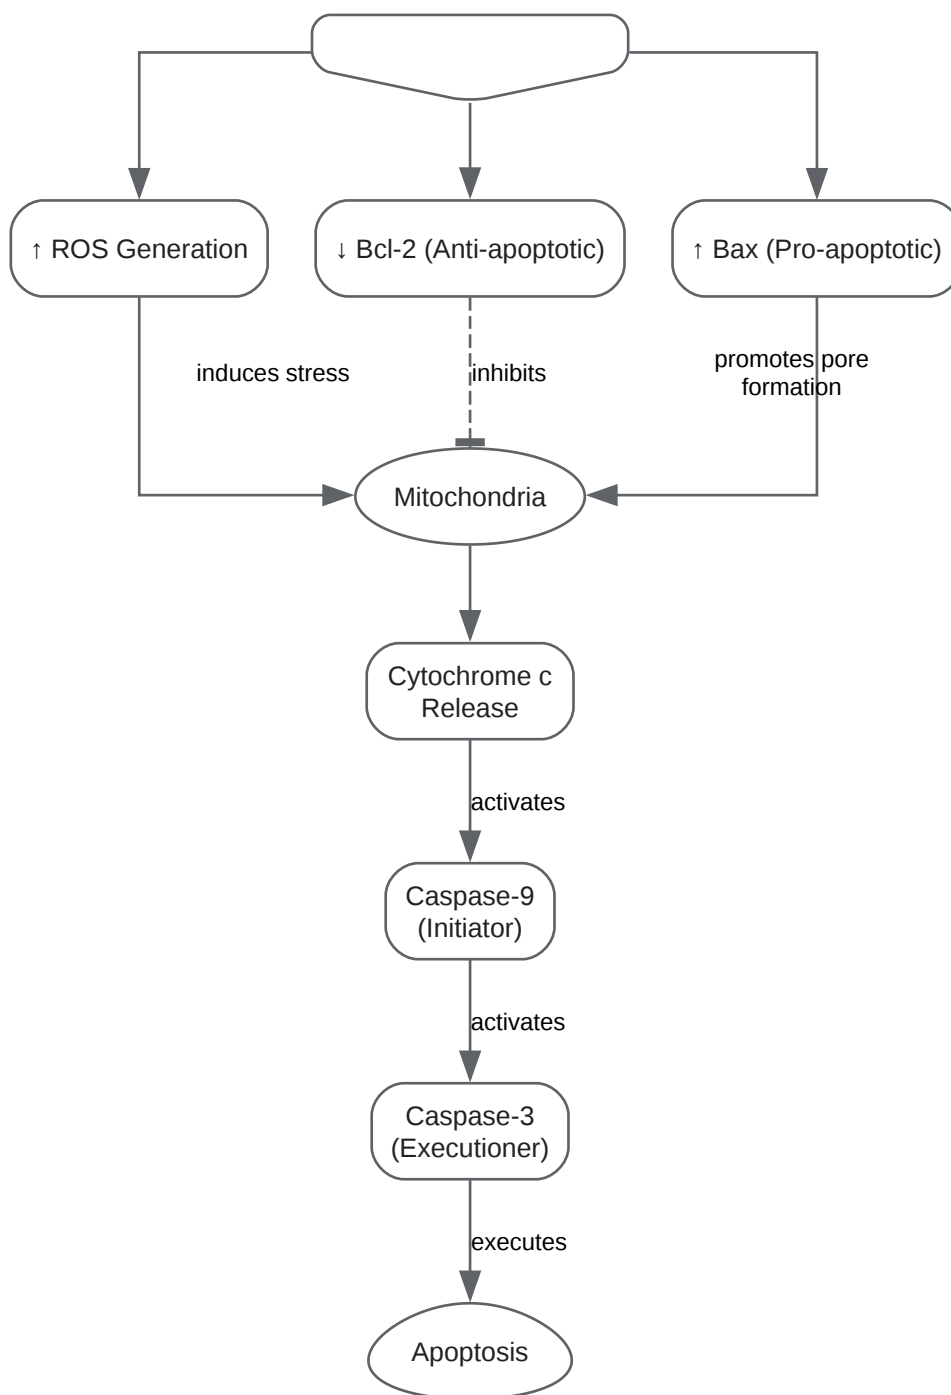 ↑ ROS Generation
↓ Bcl-2 (Anti-apoptotic)
↑ Bax (Pro-apoptotic)
induces stress
inhibits
promotes pore
formation
Mitochondria
Cytochrome c
Release
activates
Caspase-9
(Initiator)
activates
Caspase-3
(Executioner)
executes
Apoptosis